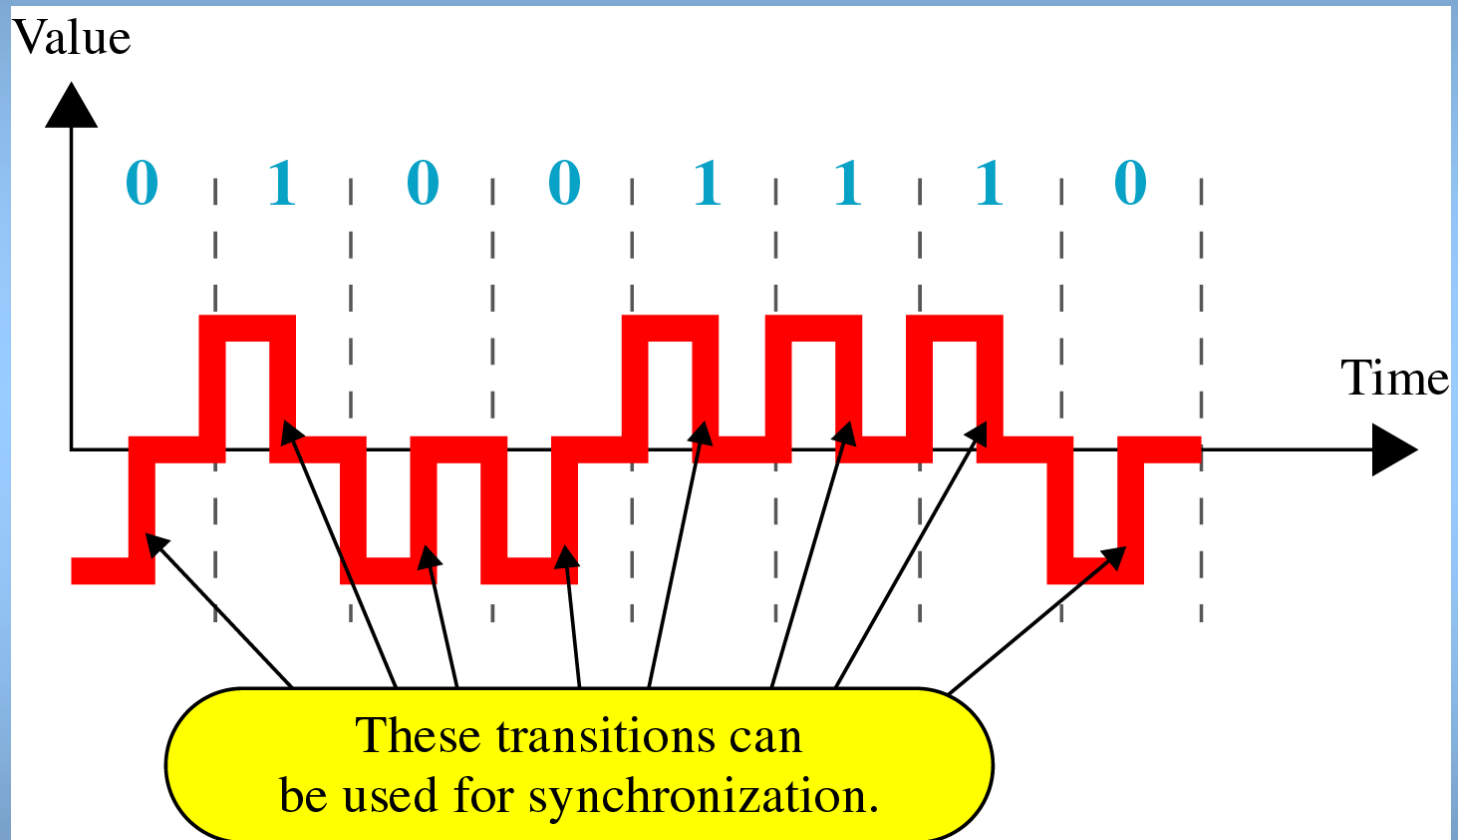 Value
0 1 0 0 1 1 1 0
Time
These transitions can
be used for synchronization.